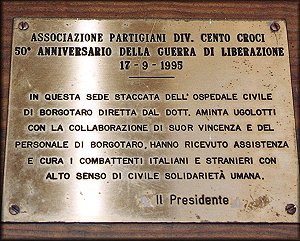 ASSOCIAZIONE PARTIGIANI DIV. CENTO CROCI
50° ANNIVERSARIO DELLA GUERRA DI LIBERAZIONE
17 - 9 - 1995
IN QUESTA SEDE STACCATA DELL' OSPEDALE CIVILE
DI BORGOTARO DIRETTA DAL DOTT. AMINTA UGOLOTTI
CON LA COLLABORAZIONE DI SUOR VINCENZA E DEL
PERSONALE DI BORGOTARO, HANNO RICEVUTO ASSISTENZA
E CURA I COMBATTENTI ITALIANI E STRANIERI CON
ALTO SENSO DI CIVILE SOLIDARIETÀ UMANA.
Il Presidente